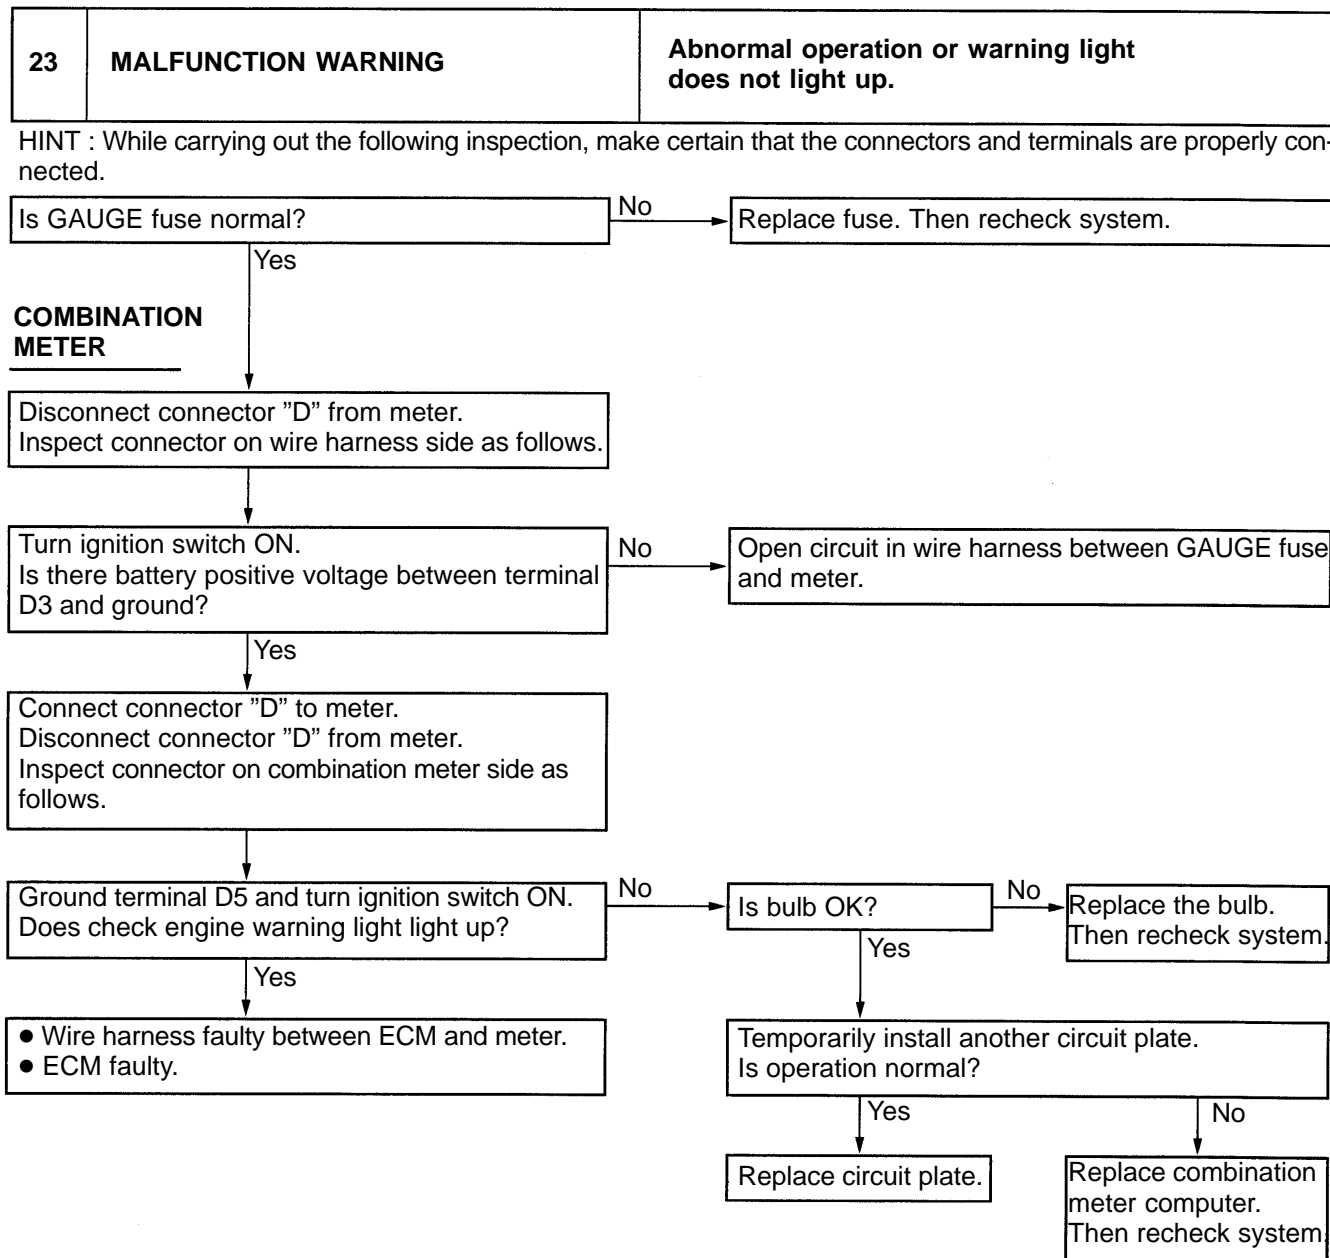 23
MALFUNCTION WARNING
Abnormal operation or warning light
does not light up.
HINT : While carrying out the following inspection, make certain that the connectors and terminals are properly con-
nected.
Is GAUGE fuse normal?
No
Replace fuse. Then recheck system.
Yes
COMBINATION
METER
Disconnect connector ”D” from meter.
Inspect connector on wire harness side as follows.
Turn ignition switch ON.
Is there battery positive voltage between terminal
D3 and ground?
No
Open circuit in wire harness between GAUGE fuse
and meter.
Yes
Connect connector ”D” to meter.
Disconnect connector ”D” from meter.
Inspect connector on combination meter side as
follows.
Ground terminal D5 and turn ignition switch ON.
Does check engine warning light light up?
No
Is bulb OK?
No
Replace the bulb.
Then recheck system.
Yes
Yes
● Wire harness faulty between ECM and meter.
● ECM faulty.
Temporarily install another circuit plate.
Is operation normal?
Yes
No
Replace circuit plate.
Replace combination
meter computer.
Then recheck system.